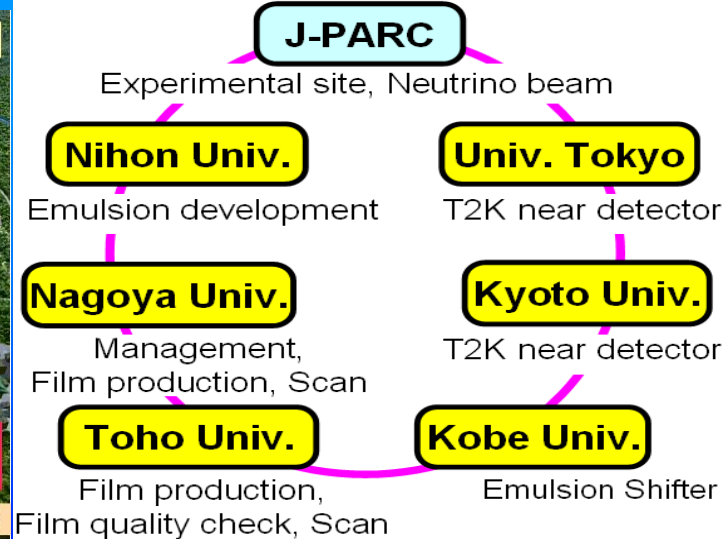 J-PARC
Experimental site, Neutrino beam
Nihon Univ.
Emulsion development
Univ. Tokyo
T2K near detector
Nagoya Univ.
Management,
Film production, Scan
Kyoto Univ.
T2K near detector
Toho Univ.
Film production,
Film quality check, Scan
Kobe Univ.
Emulsion Shifter